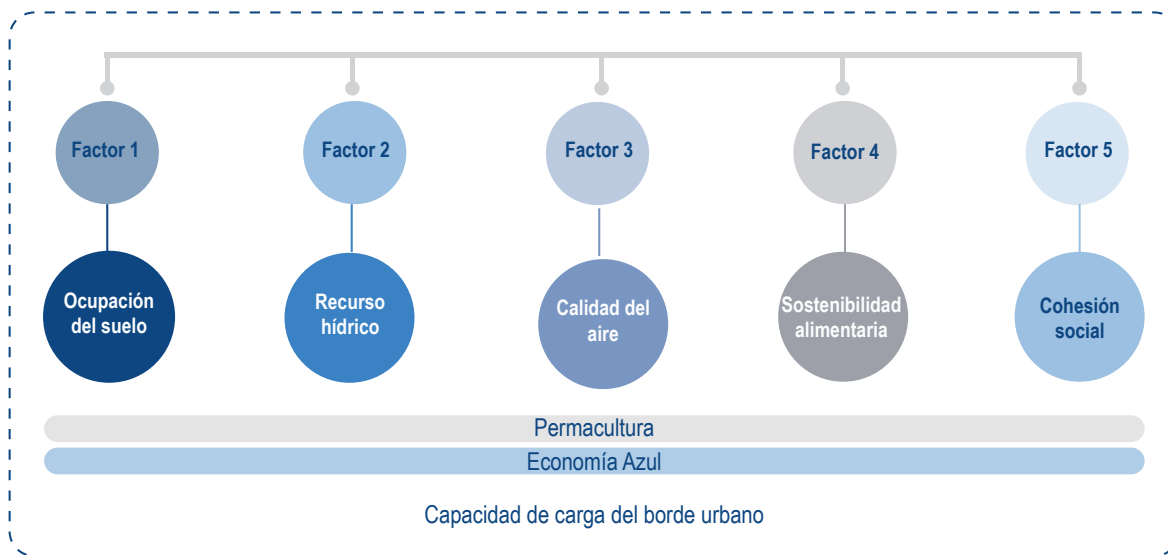 Factor 1
Factor 2
Factor 3
Factor 4
Factor 5
Ocupación
del suelo
Recurso
hídrico
Calidad del
aire
Sostenibilidad
alimentaria
Cohesión
social
Permacultura
Economía Azul
Capacidad de carga del borde urbano